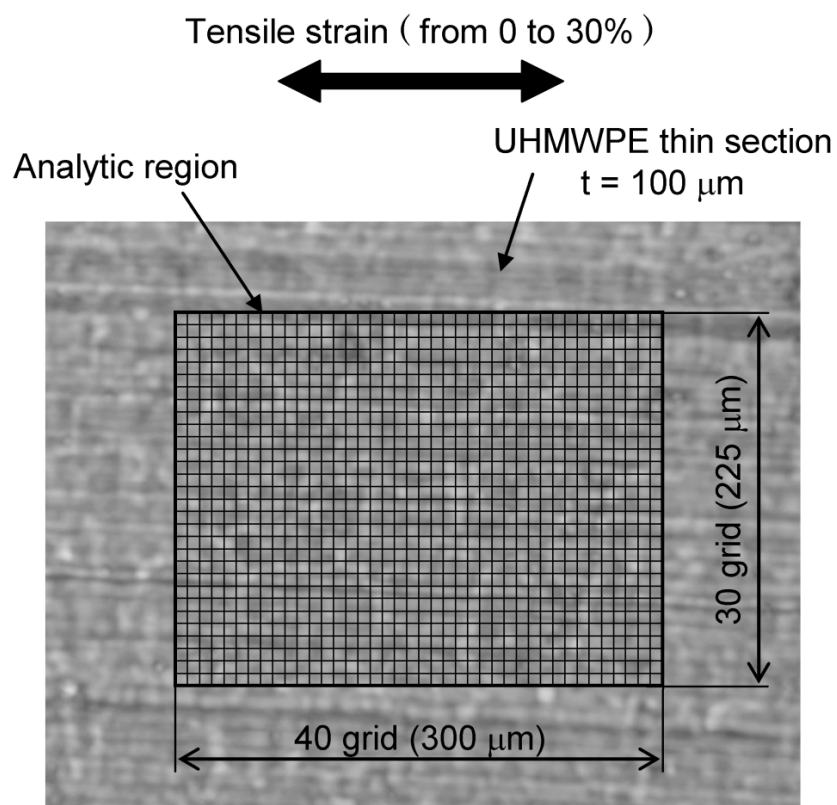 Tensile strain ( from 0 to 30% )
UHMWPE thin section
t = 100 μm
Analytic region
30 grid (225 μm)
40 grid (300 μm)